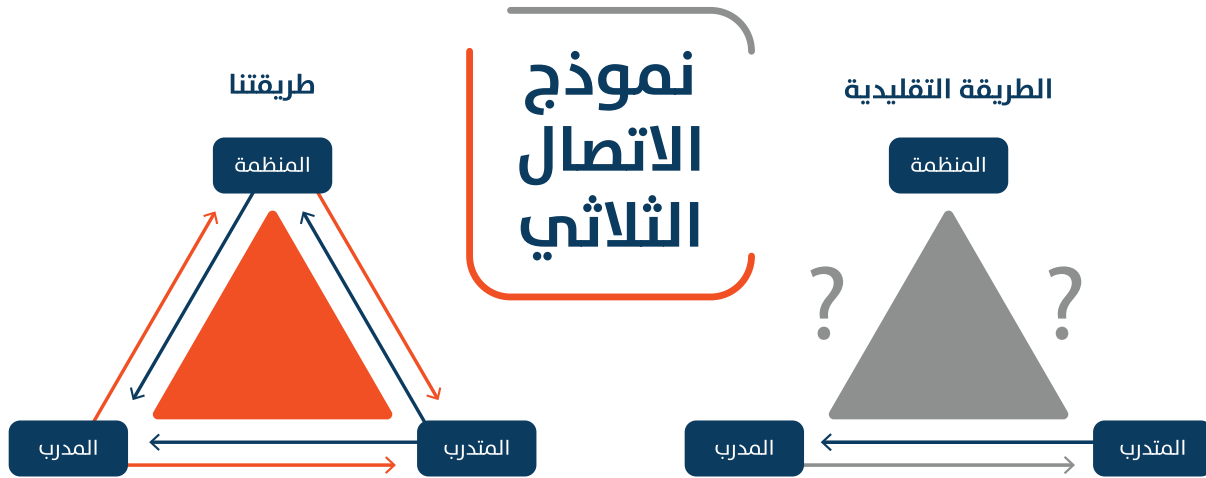 نموذج
الاتصال
الثلاثي
الطريقة التقليدية
المنظمة
?
?
المتدرب
المدرب
طريقتنا
المنظمة
المتدرب
المدرب